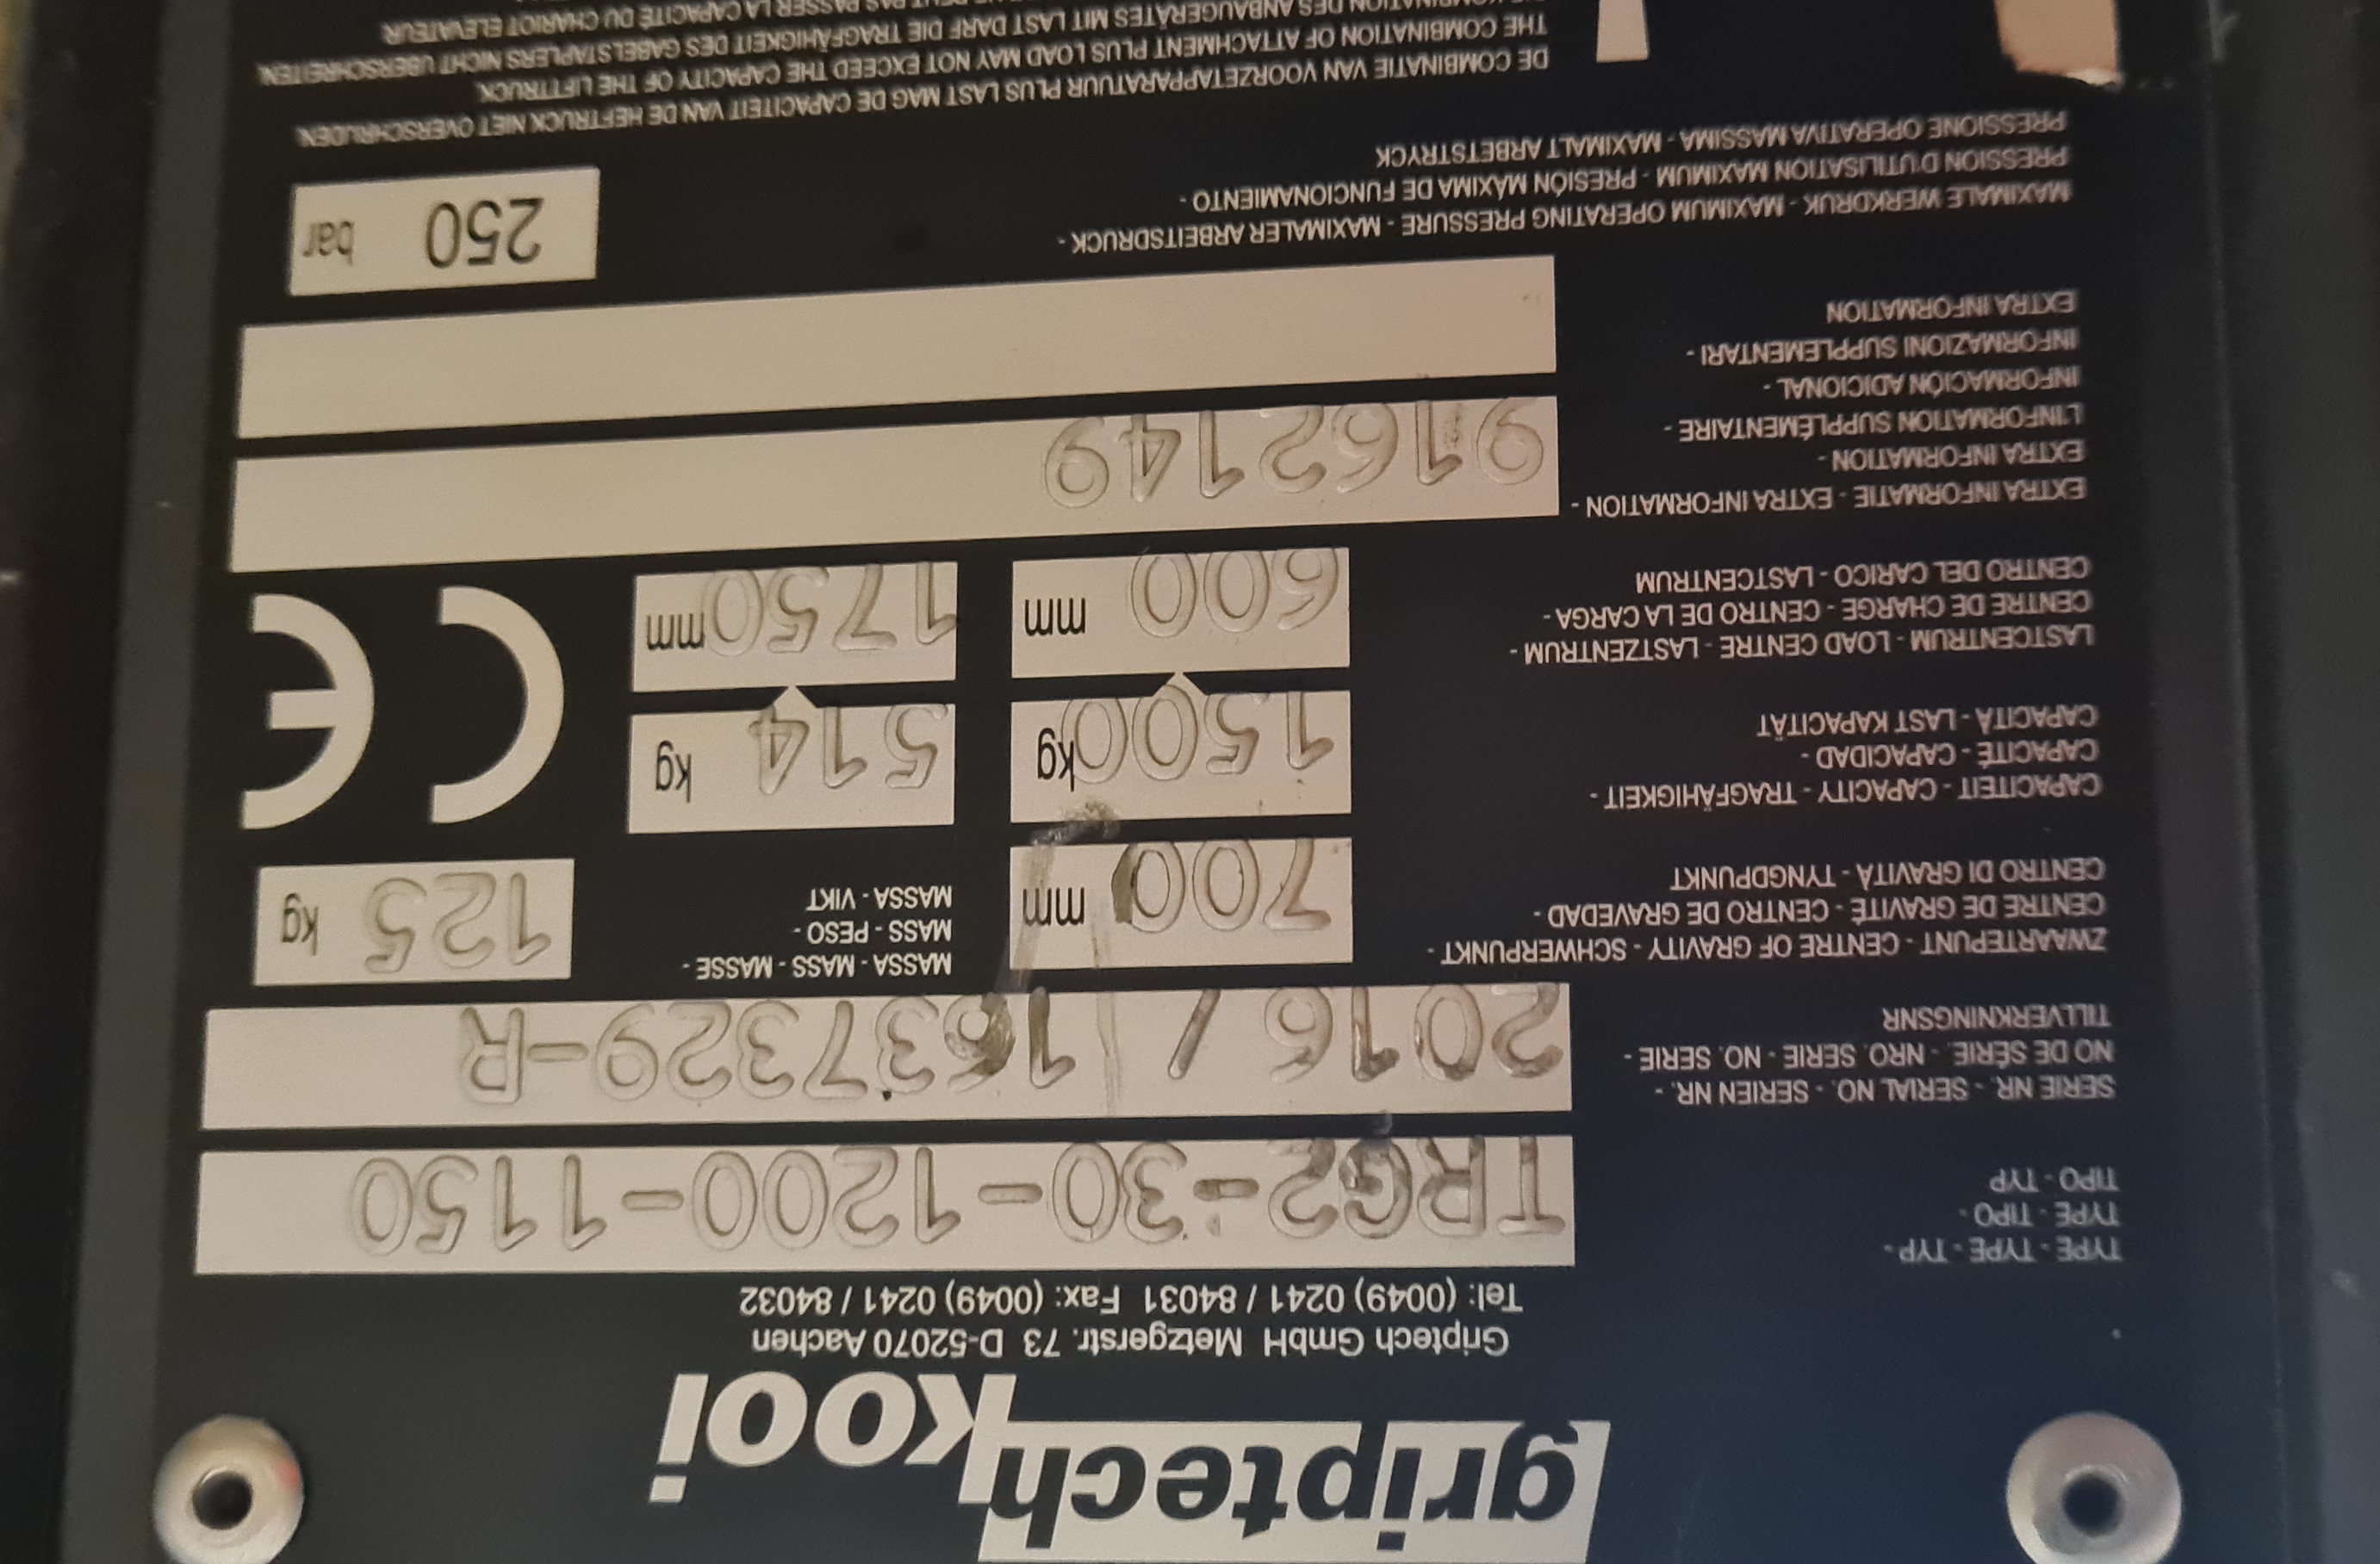 griptech
kooi
Griptech GmbH Metzgerstr. 73 D-52070 Aachen
Tel: (0049) 0241 / 84031 Fax: (0049) 0241 / 84032
TYPE - TYPE - TYP -
TYPE - TIPO -
TIPO - TYP
TRG2-30-1200-1150
SERIE NR. - SERIAL NO. - SERIEN NR. -
NO DE SÉRIE. - NRO. SERIE - NO. SERIE -
TILLVERKNINGSNR
2016 / 1637329-R
ZWAARTEPUNT - CENTRE OF GRAVITY - SCHWERPUNKT -
CENTRE DE GRAVITÉ - CENTRO DE GRAVEDAD -
CENTRO DI GRAVITÀ - TYNGDPUNKT
700 mm
MASSA - MASS - MASSE -
MASS - PESO -
MASSA - VIKT
125 kg
CAPACITEIT - CAPACITY - TRAGFÄHIGKEIT -
CAPACITÉ - CAPACIDAD -
CAPACITÀ - LAST KAPACITÄT
1500 kg
514 kg
LASTCENTRUM - LOAD CENTRE - LASTZENTRUM -
CENTRE DE CHARGE - CENTRO DE LA CARGA -
CENTRO DEL CARICO - LASTCENTRUM
600 mm
1750 mm
CE
EXTRA INFORMATIE - EXTRA INFORMATION -
EXTRA INFORMATION -
L'INFORMATION SUPPLÉMENTAIRE -
INFORMACIÓN ADICIONAL -
INFORMAZIONI SUPPLEMENTARI -
EXTRA INFORMATION
9162149
MAXIMALE WERKDRUK - MAXIMUM OPERATING PRESSURE - MAXIMALER ARBEITSDRUCK -
PRESSION D'UTILISATION MAXIMUM - PRESIÓN MÁXIMA DE FUNCIONAMIENTO -
PRESSIONE OPERATIVA MASSIMA - MAXIMALT ARBETSTRYCK
250 bar
DE COMBINATIE VAN VOORZETAPPARATUUR PLUS LAST MAG DE CAPACITEIT VAN DE HEFTRUCK NIET OVERSCHRIJDEN.
THE COMBINATION OF ATTACHMENT PLUS LOAD MAY NOT EXCEED THE CAPACITY OF THE LIFTTRUCK.
KOMBINATION DES ANBAUGERÄTES MIT LAST DARF DIE TRAGFÄHIGKEIT DES GABELSTAPLERS NICHT ÜBERSCHREITEN.
PAS PASSER LA CAPACITÉ DU CHARIOT ELEVATEUR.